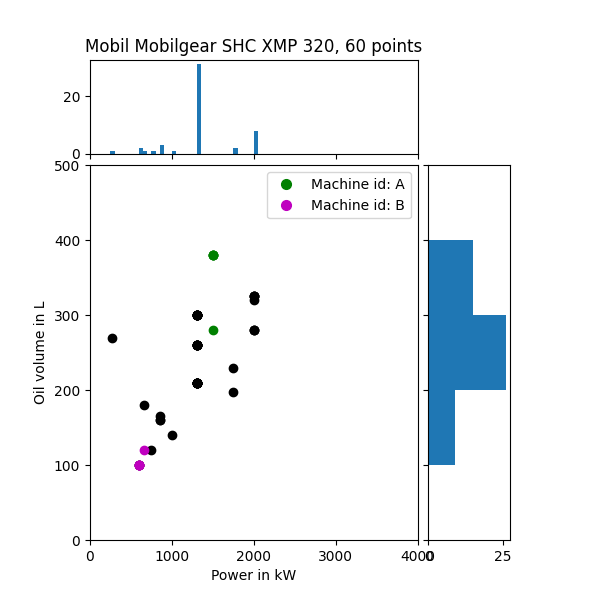 Mobil Mobilgear SHC XMP 320, 60 points
20
0
500
400
300
200
100
0
Oil volume in L
Machine id: A
Machine id: B
0 1000 2000 3000 4000
0 25
Power in kW